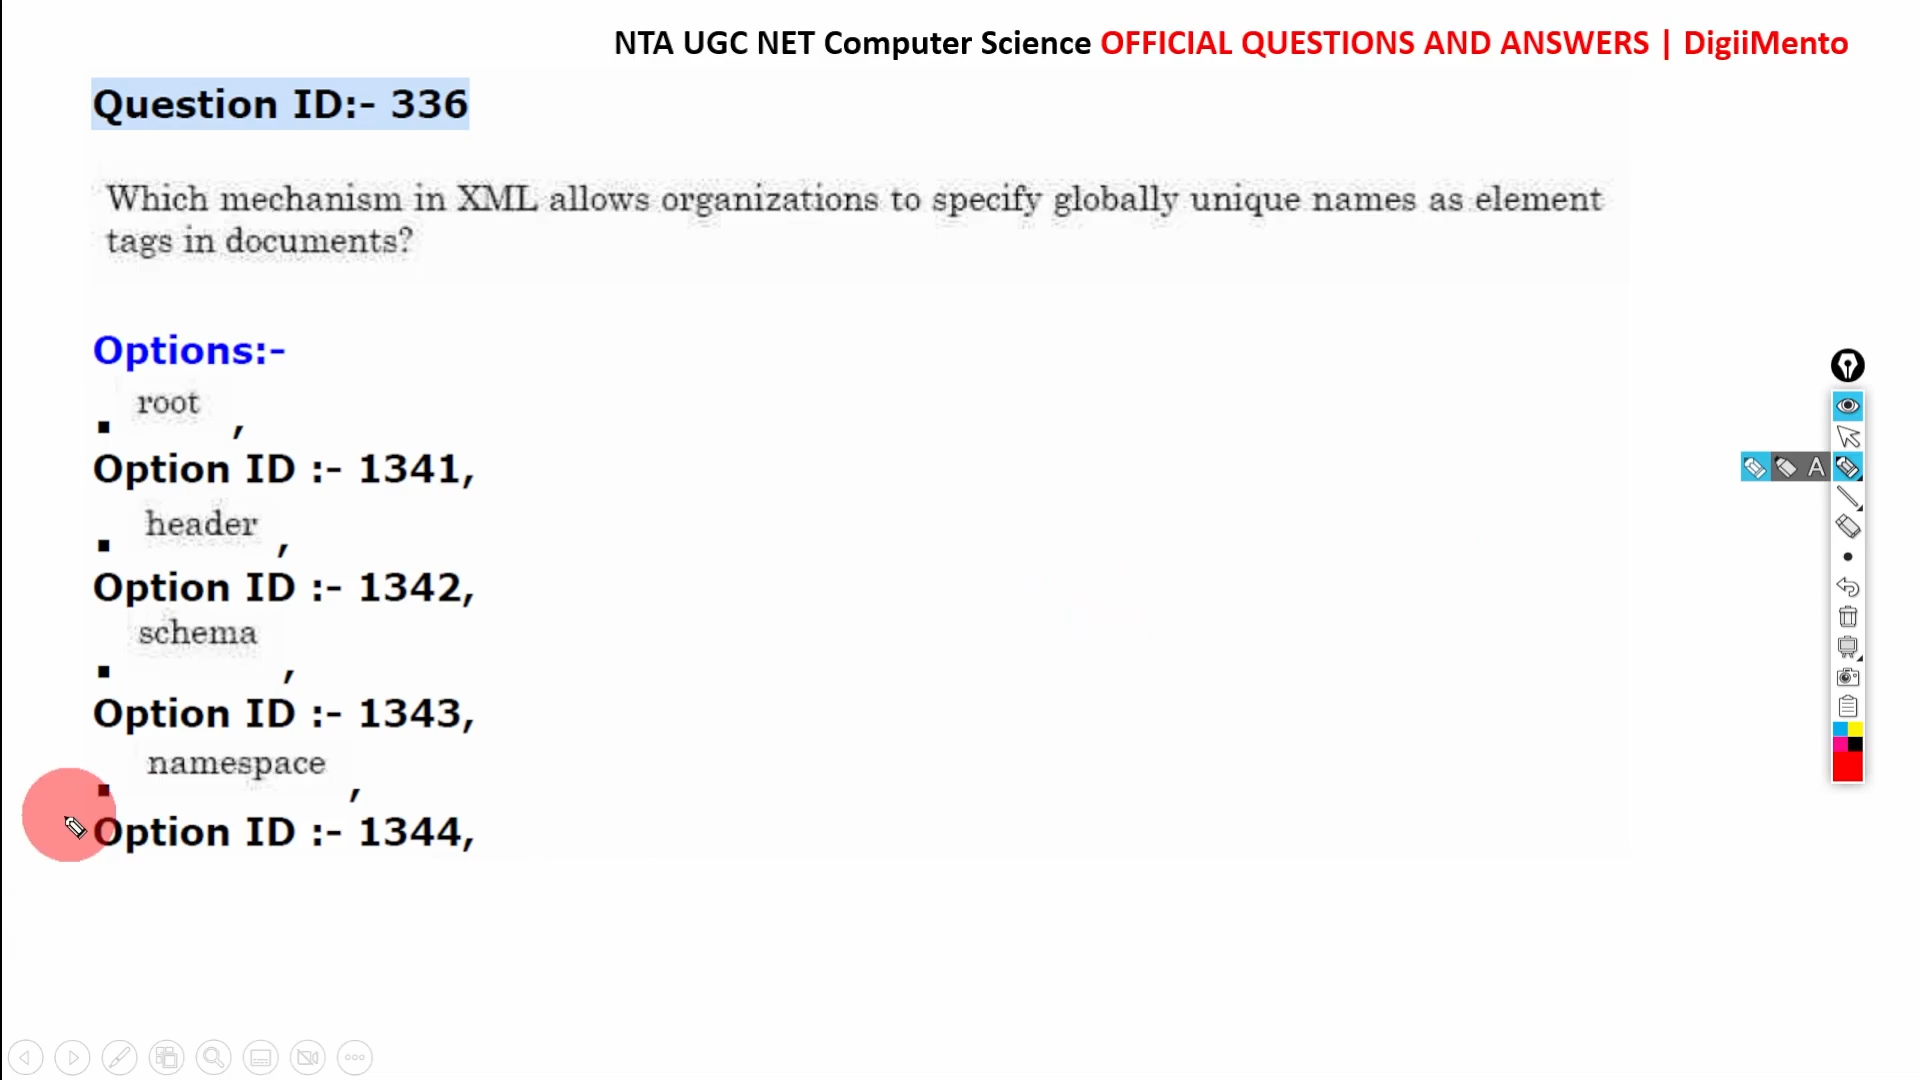 NTA UGC NET Computer Science OFFICIAL QUESTIONS AND ANSWERS | DigiiMento
Question ID:- 336
Which mechanism in XML allows organizations to specify globally unique names as element
tags in documents?
Options:-
root ,
Option ID :- 1341,
header ,
Option ID :- 1342,
schema ,
Option ID :- 1343,
namespace ,
Option ID :- 1344,
A